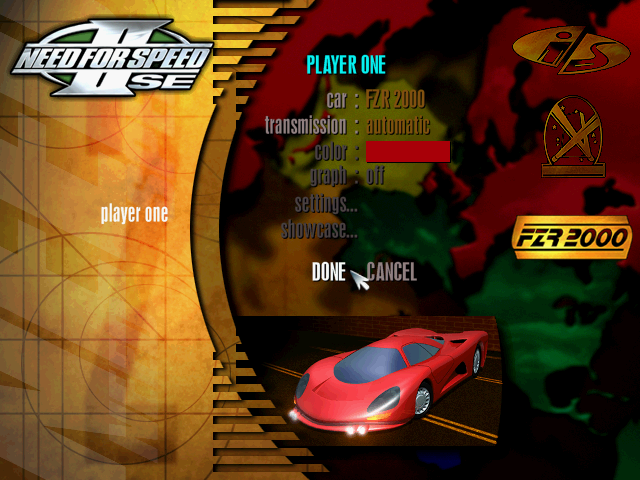 NEED FOR SPEED
II
SE
PLAYER ONE
car : FZR 2000
transmission : automatic
color :
graph : off
settings...
showcase...
player one
DONE CANCEL
i/s
FZR 2000